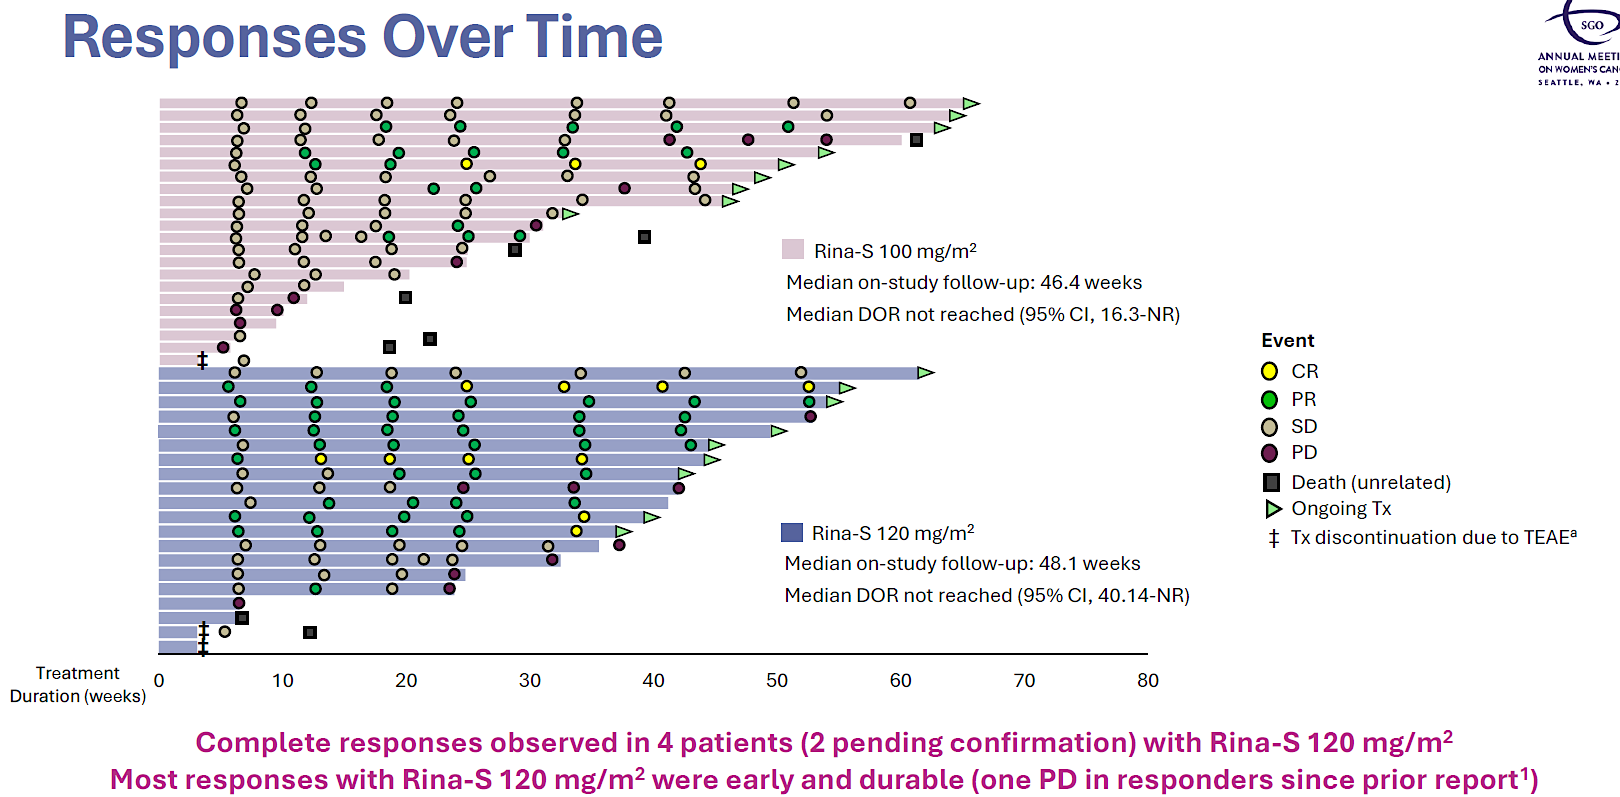 Responses Over Time
SGO
ANNUAL MEETI
ON WOMEN'S CAN
SEATTLE, WA • 2
Rina-S 100 mg/m²
Median on-study follow-up: 46.4 weeks
Median DOR not reached (95% CI, 16.3-NR)
Event
CR
PR
SD
PD
Death (unrelated)
Ongoing Tx
‡ Tx discontinuation due to TEAEᵃ
Rina-S 120 mg/m²
Median on-study follow-up: 48.1 weeks
Median DOR not reached (95% CI, 40.14-NR)
‡
‡
‡
Treatment
Duration (weeks)
0 10 20 30 40 50 60 70 80
Complete responses observed in 4 patients (2 pending confirmation) with Rina-S 120 mg/m²
Most responses with Rina-S 120 mg/m² were early and durable (one PD in responders since prior report¹)